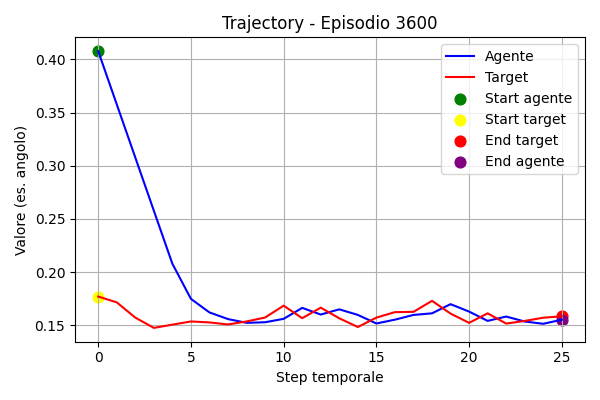 Trajectory - Episodio 3600
Valore (es. angolo)
0.40
0.35
0.30
0.25
0.20
0.15
Agente
Target
Start agente
Start target
End target
End agente
0 5 10 15 20 25
Step temporale